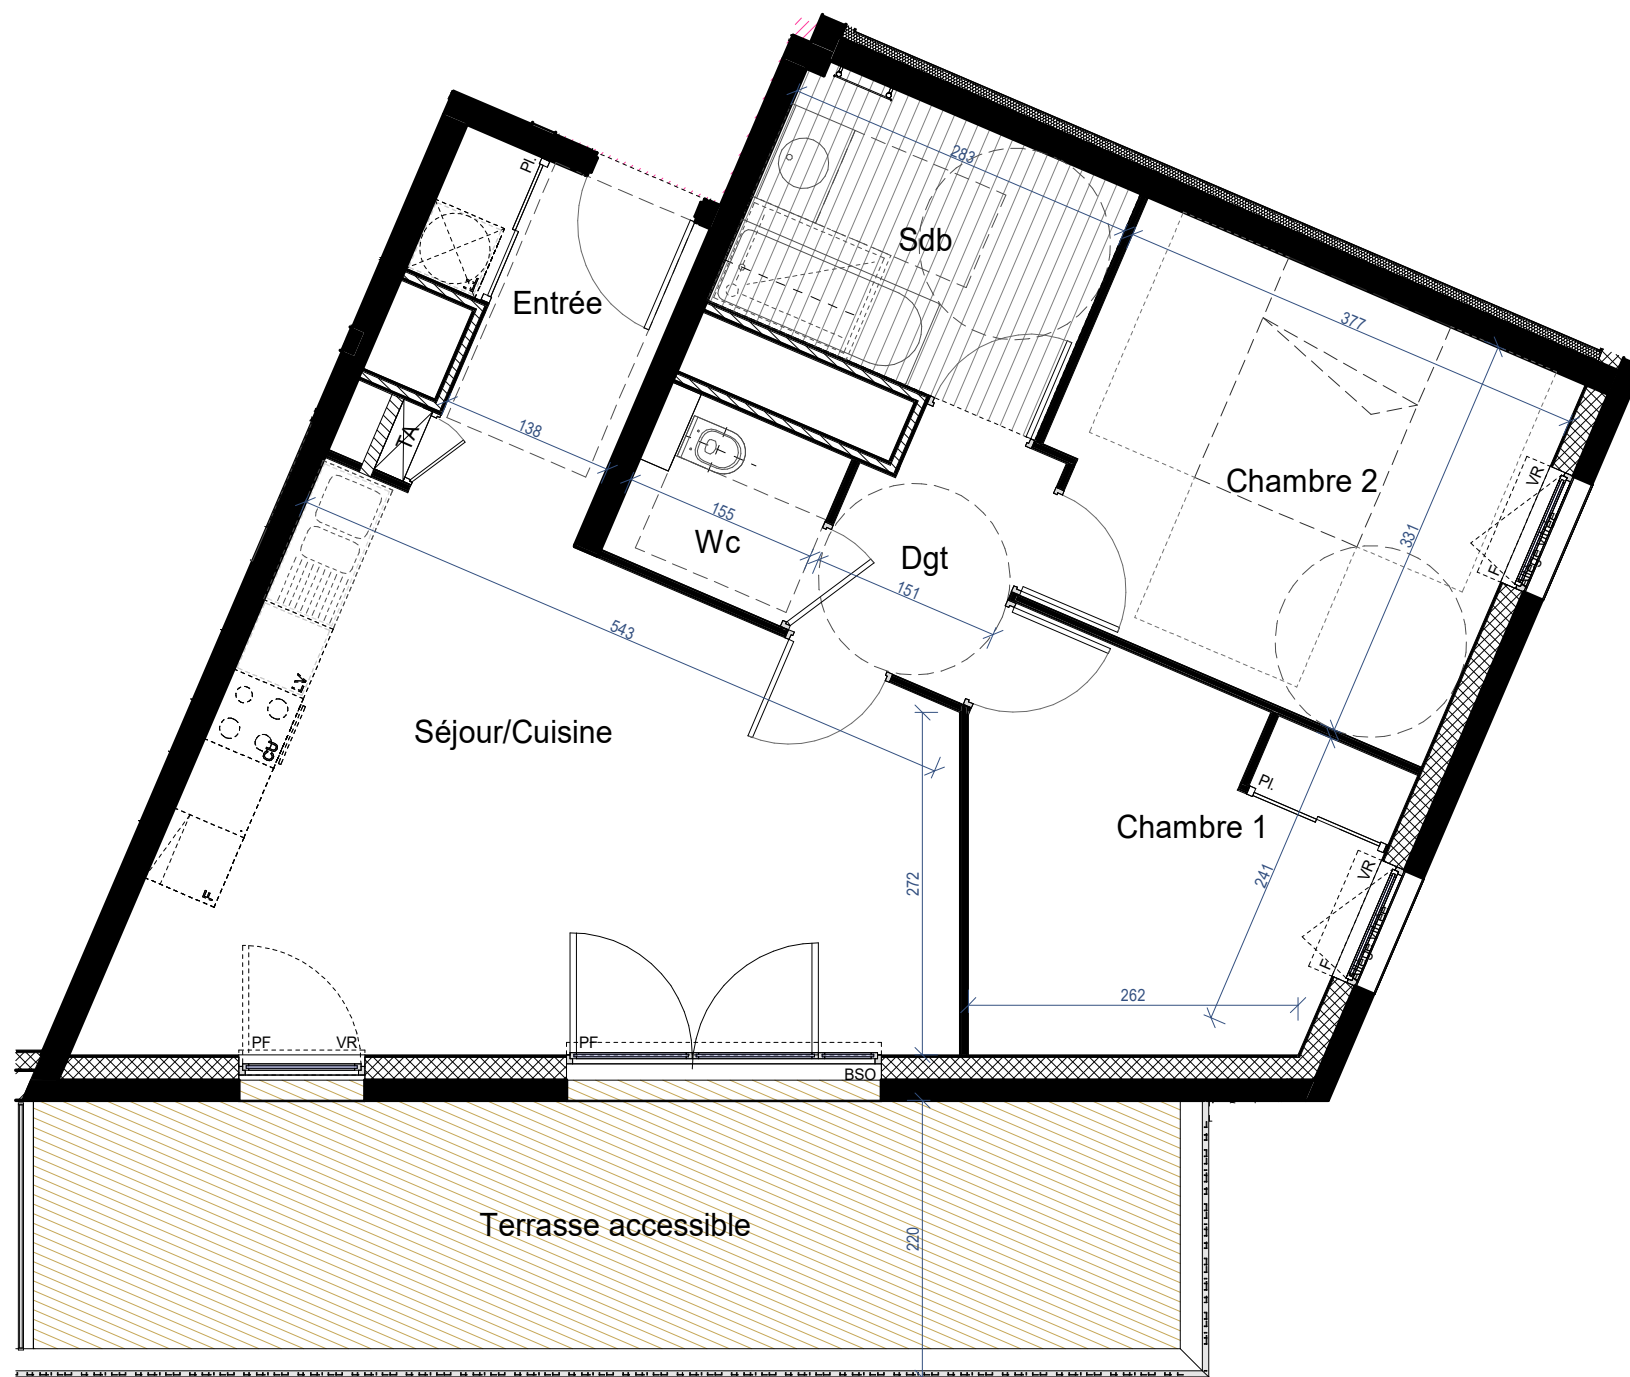 Pl.
283
Sdb
Entrée
LL
377
138
TA
Chambre 2
VR
155
Wc
331
Dgt
F
151
543
LV
Séjour/Cuisine
CU
Pl.
Chambre 1
VR
272
241
F
F
262
PF
VR
PF
BSO
220
Terrasse accessible